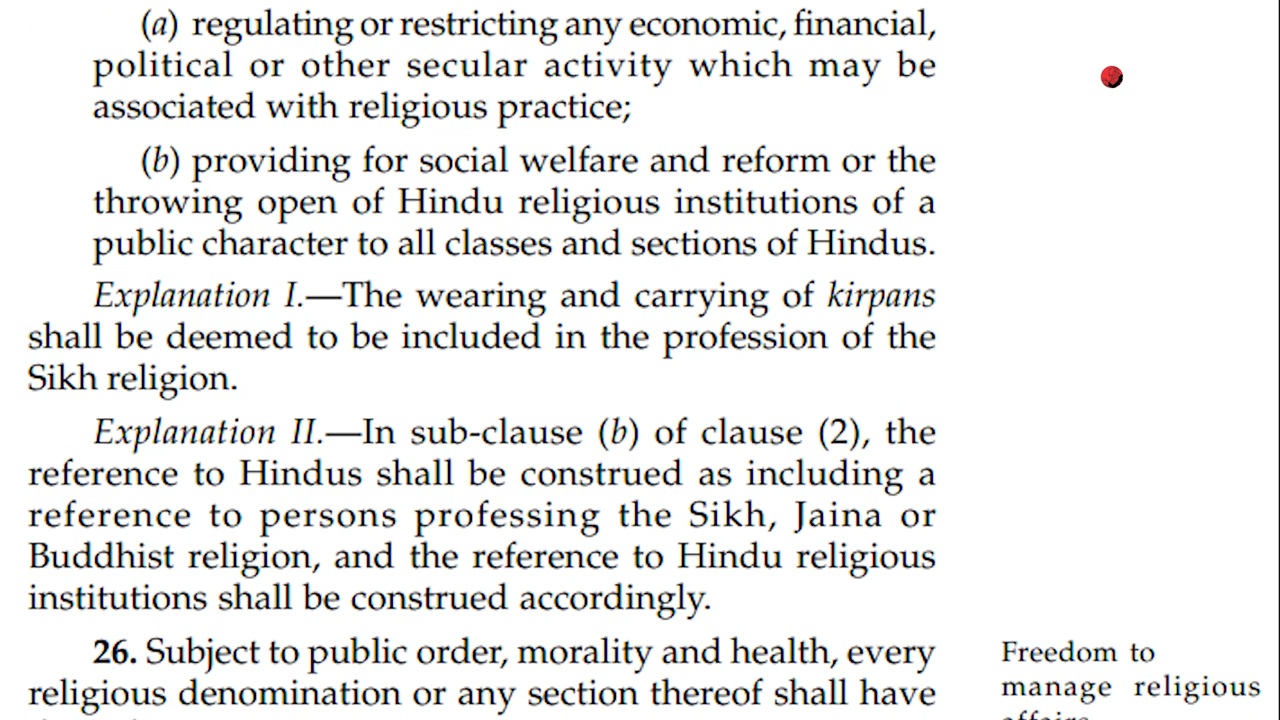 (a) regulating or restricting any economic, financial,
political or other secular activity which may be
associated with religious practice;
(b) providing for social welfare and reform or the
throwing open of Hindu religious institutions of a
public character to all classes and sections of Hindus.
Explanation I.—The wearing and carrying of kirpans
shall be deemed to be included in the profession of the
Sikh religion.
Explanation II.—In sub-clause (b) of clause (2), the
reference to Hindus shall be construed as including a
reference to persons professing the Sikh, Jaina or
Buddhist religion, and the reference to Hindu religious
institutions shall be construed accordingly.
26. Subject to public order, morality and health, every
religious denomination or any section thereof shall have
Freedom to
manage religious
affairs.